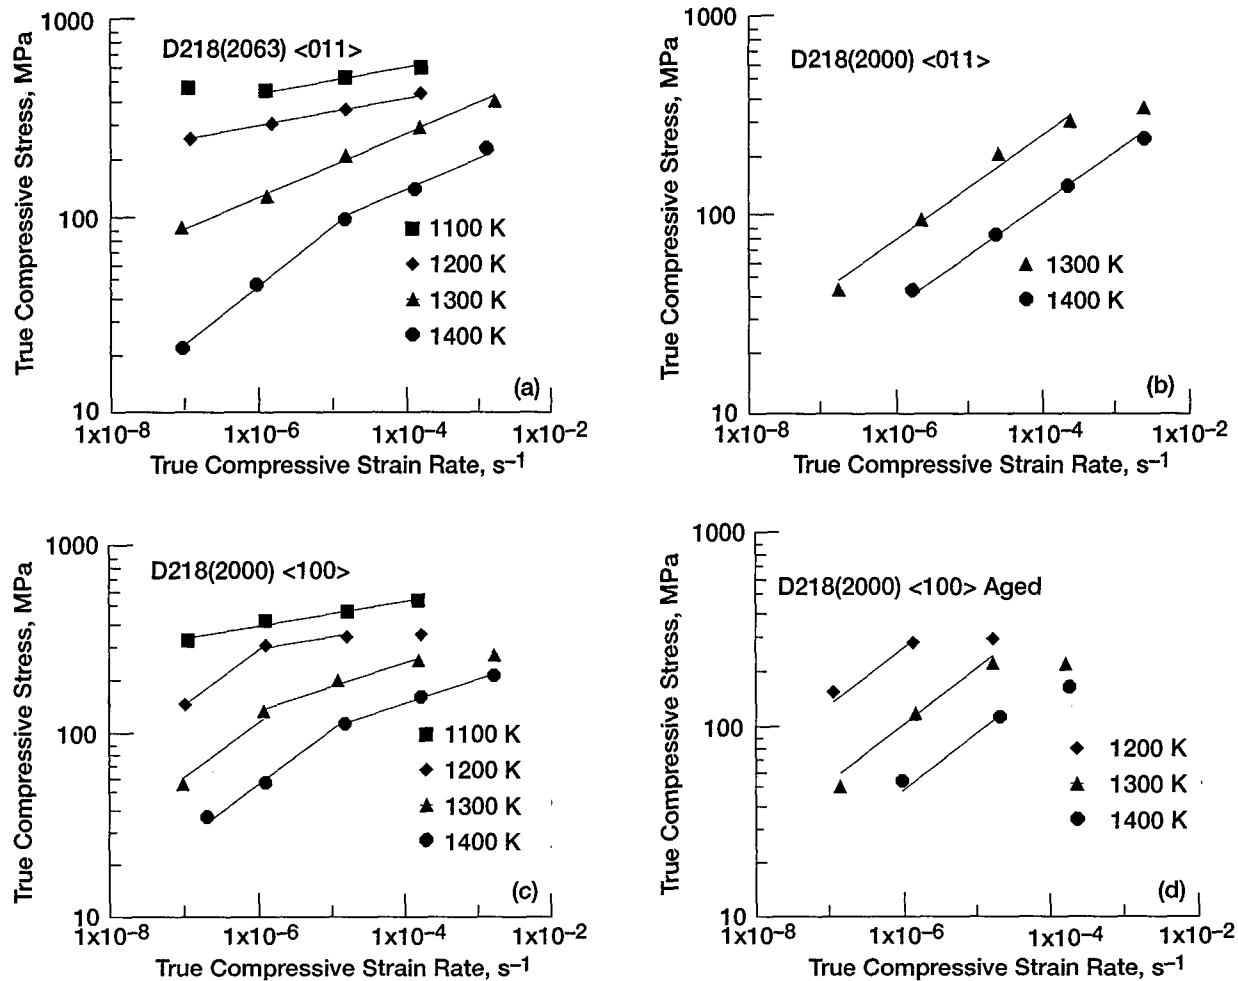 1000
D218(2063) <011>
True Compressive Stress, MPa
100
1100 K
1200 K
1300 K
1400 K
(a)
10
1x10–8 1x10–6 1x10–4 1x10–2
True Compressive Strain Rate, s–1
1000
D218(2000) <011>
True Compressive Stress, MPa
100
1300 K
1400 K
(b)
10
1x10–8 1x10–6 1x10–4 1x10–2
True Compressive Strain Rate, s–1
1000
D218(2000) <100>
True Compressive Stress, MPa
100
1100 K
1200 K
1300 K
1400 K
(c)
10
1x10–8 1x10–6 1x10–4 1x10–2
True Compressive Strain Rate, s–1
1000
D218(2000) <100> Aged
True Compressive Stress, MPa
100
1200 K
1300 K
1400 K
(d)
10
1x10–8 1x10–6 1x10–4 1x10–2
True Compressive Strain Rate, s–1